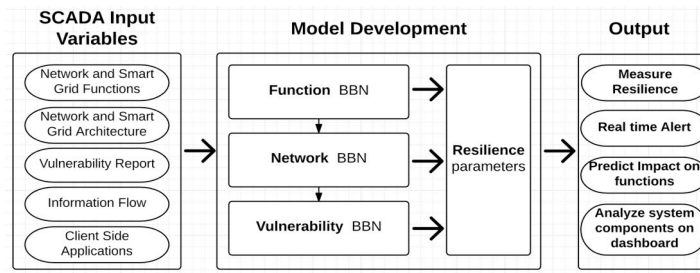 SCADA Input
Variables
Network and Smart
Grid Functions
Network and Smart
Grid Architecture
Vulnerability Report
Information Flow
Client Side
Applications
Model Development
Function BBN
Network BBN
Vulnerability BBN
Resilience
parameters
Output
Measure
Resilience
Real time Alert
Predict Impact on
functions
Analyze system
components on
dashboard